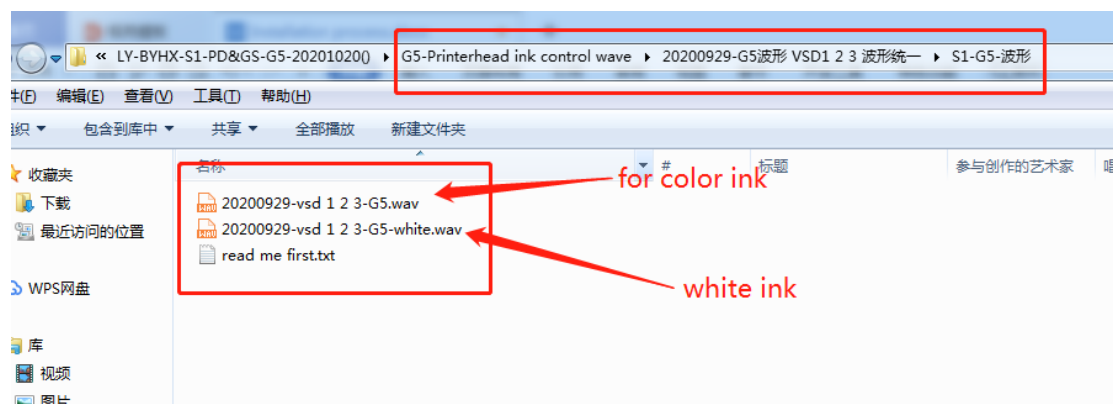 « LY-BYHX-S1-PD&GS-G5-20201020() ▸ G5-Printerhead ink control wave ▸ 20200929-G5波形 VSD1 2 3 波形统一 ▸ S1-G5-波形
件(F) 编辑(E) 查看(V) 工具(T) 帮助(H)
组织 包含到库中 共享 全部播放 新建文件夹
名称 # 标题 参与创作的艺术家
收藏夹
下载
最近访问的位置
WPS网盘
库
视频
图片
20200929-vsd 1 2 3-G5.wav
20200929-vsd 1 2 3-G5-white.wav
read me first.txt
for color ink
white ink